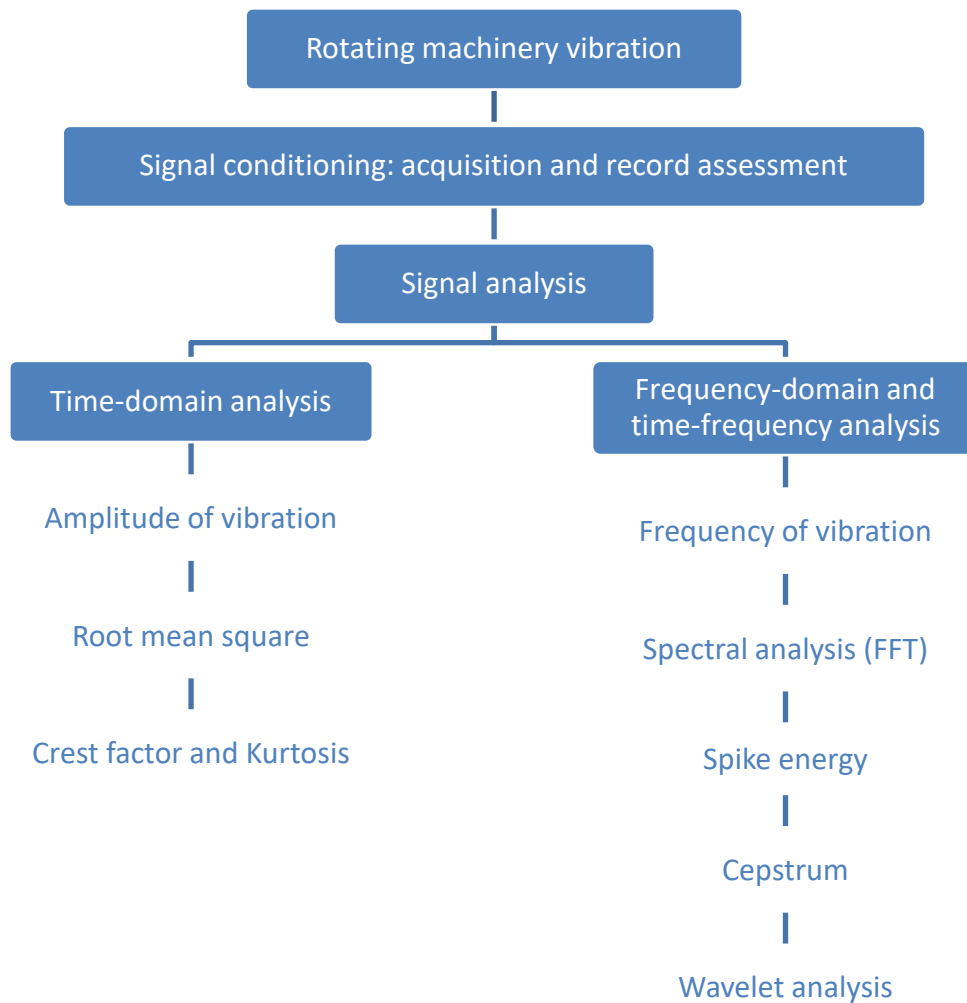 Rotating machinery vibration
Signal conditioning: acquisition and record assessment
Signal analysis
Time-domain analysis
Amplitude of vibration
Root mean square
Crest factor and Kurtosis
Frequency-domain and
time-frequency analysis
Frequency of vibration
Spectral analysis (FFT)
Spike energy
Cepstrum
Wavelet analysis